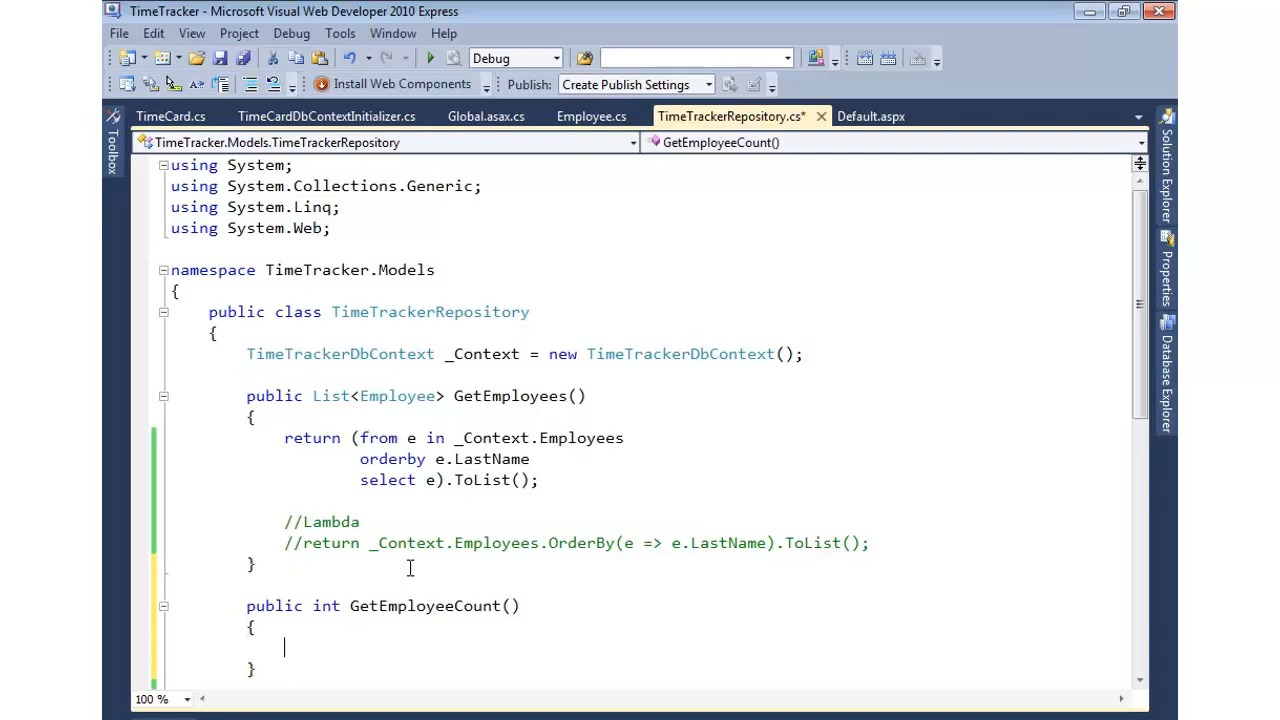 TimeTracker - Microsoft Visual Web Developer 2010 Express
File Edit View Project Debug Tools Window Help
Debug
Install Web Components Publish: Create Publish Settings
TimeCard.cs TimeCardDbContextInitializer.cs Global.asax.cs Employee.cs TimeTrackerRepository.cs* Default.aspx
TimeTracker.Models.TimeTrackerRepository GetEmployeeCount()
Toolbox
Solution Explorer
Properties
Database Explorer
using System;
using System.Collections.Generic;
using System.Linq;
using System.Web;
namespace TimeTracker.Models
{
public class TimeTrackerRepository
{
TimeTrackerDbContext _Context = new TimeTrackerDbContext();
public List<Employee> GetEmployees()
{
return (from e in _Context.Employees
orderby e.LastName
select e).ToList();
//Lambda
//return _Context.Employees.OrderBy(e => e.LastName).ToList();
}
public int GetEmployeeCount()
{
}
100 %